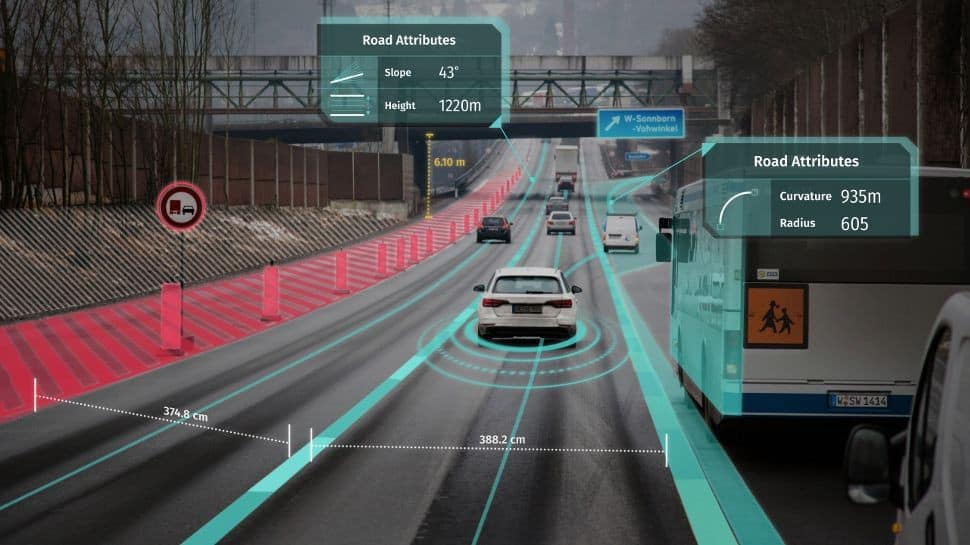 Road Attributes
Slope 43°
Height 1220m
W-Sonnborn
-Vohwinkel
6.10 m
Road Attributes
Curvature 935m
Radius 605
W SW 1414
374.8 cm
388.2 cm